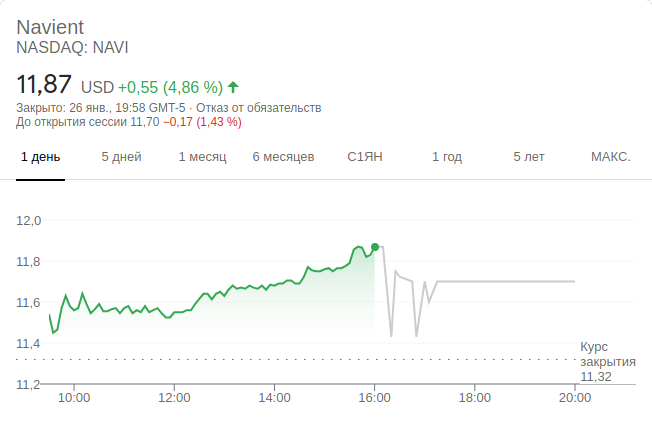 Navient
NASDAQ: NAVI
11,87 USD +0,55 (4,86 %)
Закрыто: 26 янв., 19:58 GMT-5 · Отказ от обязательств
До открытия сессии 11,70 −0,17 (1,43 %)
1 день 5 дней 1 месяц 6 месяцев С1ЯН 1 год 5 лет МАКС.
12,0
11,8
11,6
11,4
Курс
закрытия
11,32
11,2
10:00 12:00 14:00 16:00 18:00 20:00